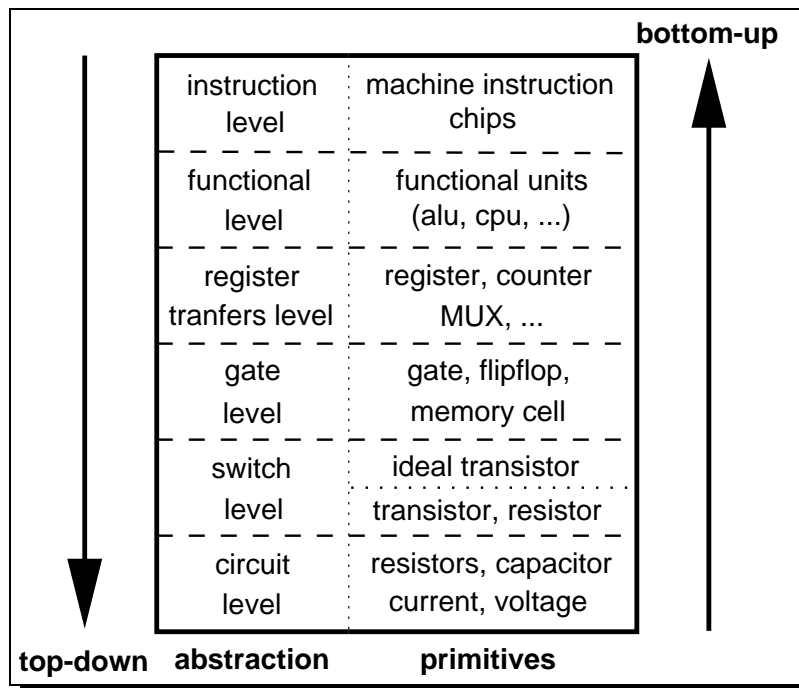 bottom-up
instruction
level
machine instruction
chips
functional
level
functional units
(alu, cpu, ...)
register
tranfers level
register, counter
MUX, ...
gate
level
gate, flipflop,
memory cell
switch
level
ideal transistor
transistor, resistor
circuit
level
resistors, capacitor
current, voltage
top-down
abstraction
primitives